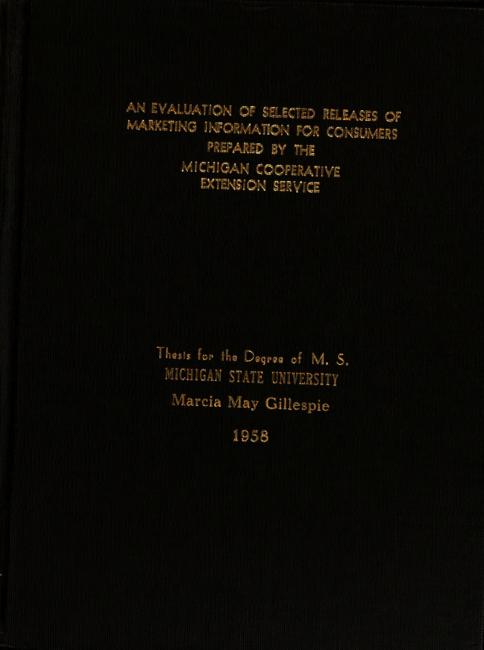 AN EVALUATION OF SELECTED RELEASES OF
MARKETING INFORMATION FOR CONSUMERS
PREPARED BY THE
MICHIGAN COOPERATIVE
EXTENSION SERVICE
Thesis for the Degree of M. S.
MICHIGAN STATE UNIVERSITY
Marcia May Gillespie
1958